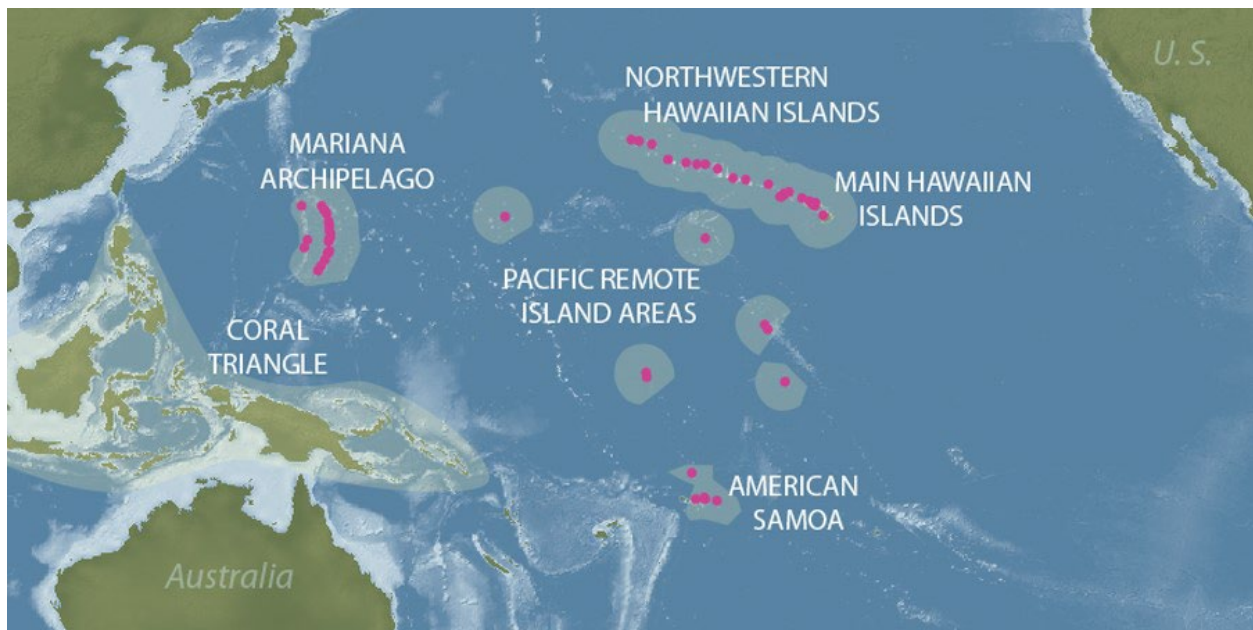 U. S.
NORTHWESTERN
HAWAIIAN ISLANDS
MARIANA
ARCHIPELAGO
MAIN HAWAIIAN
ISLANDS
PACIFIC REMOTE
ISLAND AREAS
CORAL
TRIANGLE
AMERICAN
SAMOA
Australia